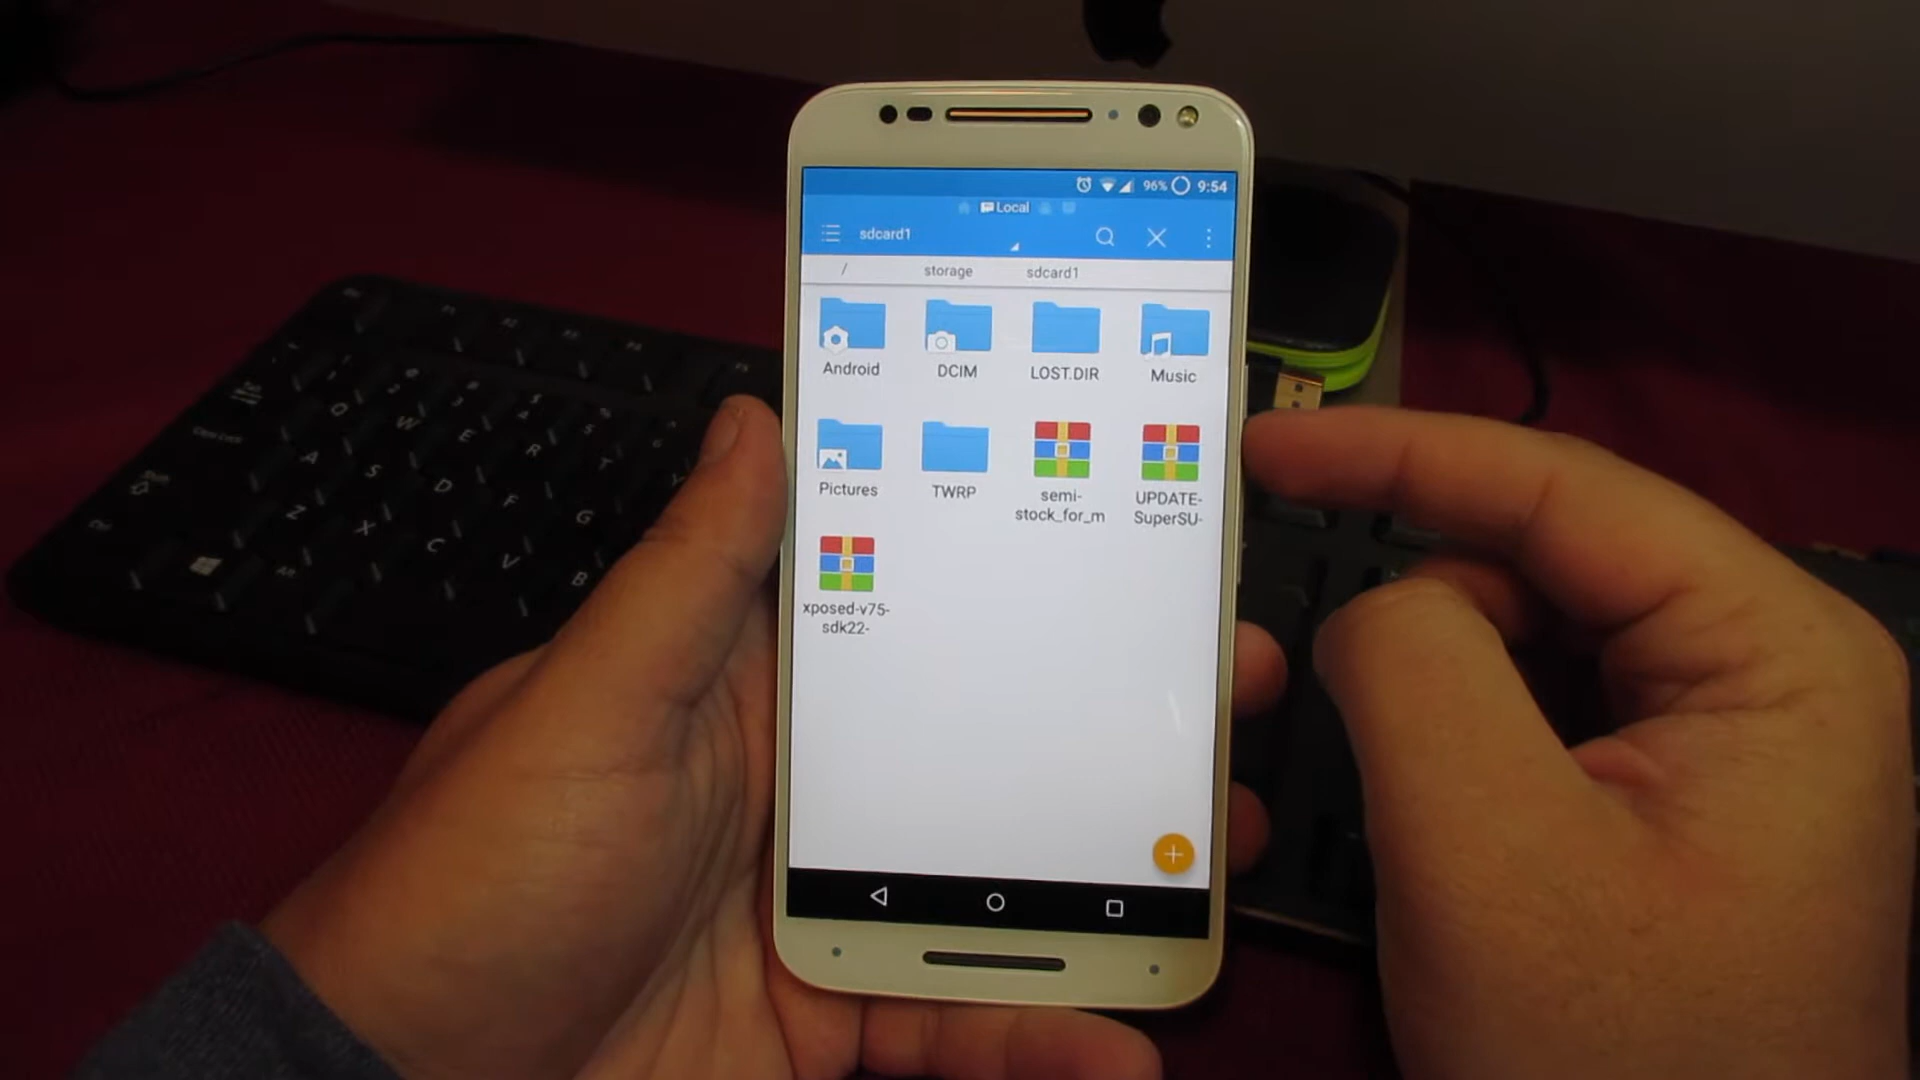 96% 9:54
Local
sdcard1
/ storage sdcard1
Android DCIM LOST.DIR Music
Pictures TWRP semi-stock_for_m UPDATE-SuperSU-
xposed-v75-sdk22-
Q W E R T
A S D F G
Z X C V B
Alt